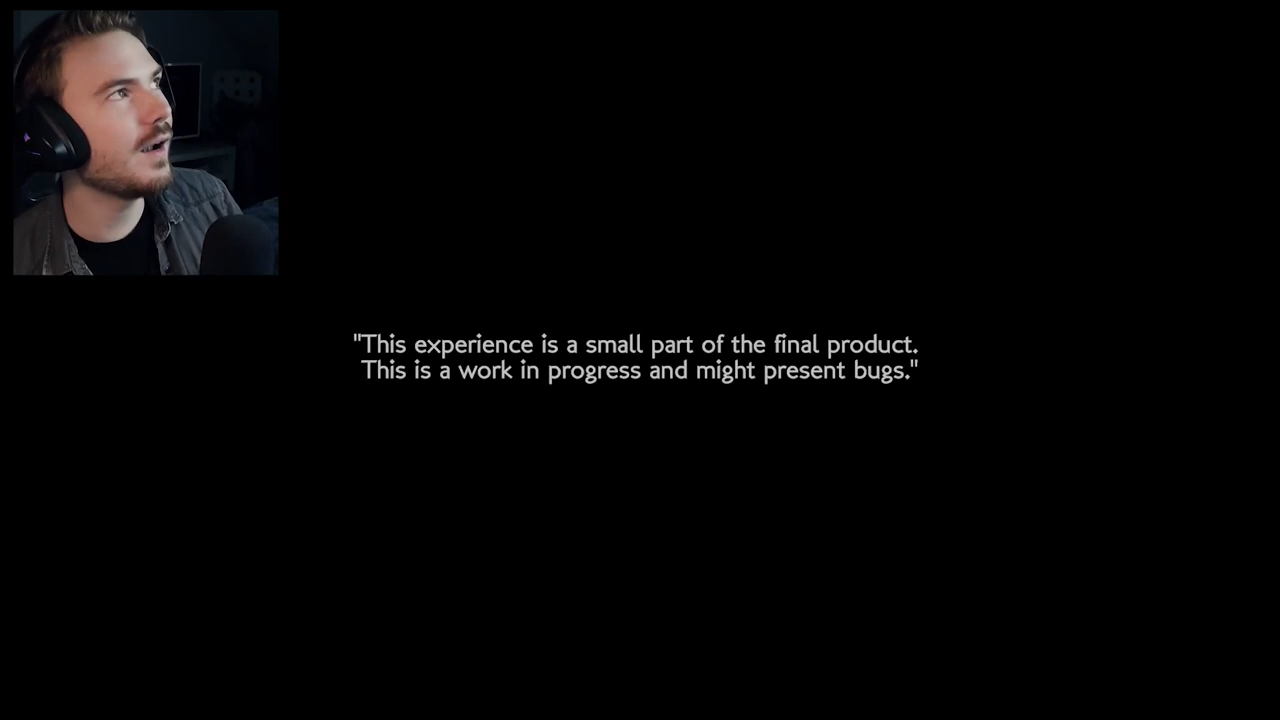 "This experience is a small part of the final product.
This is a work in progress and might present bugs."